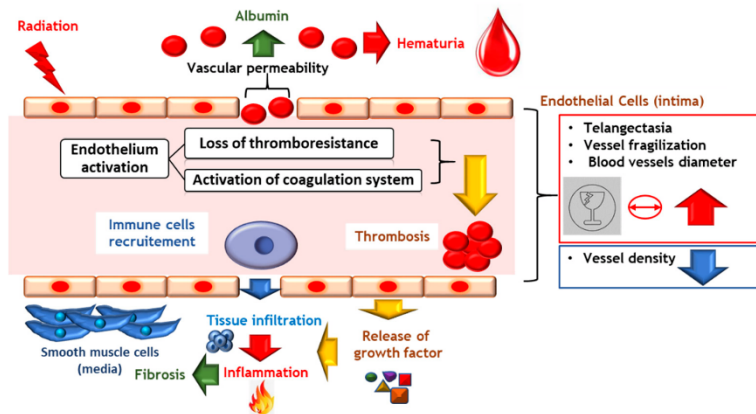 Radiation
Albumin
Hematuria
Vascular permeability
Endothelium
activation
Loss of thromboresistance
Activation of coagulation system
Immune cells
recruitement
Thrombosis
Endothelial Cells (intima)
• Telangectasia
• Vessel fragilization
• Blood vessels diameter
• Vessel density
Smooth muscle cells
(media)
Tissue infiltration
Fibrosis
Inflammation
Release of
growth factor